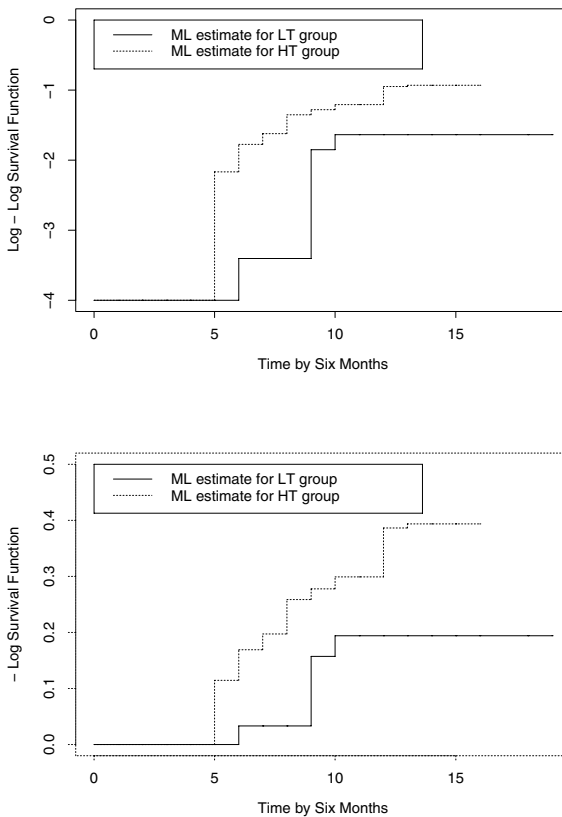 ML estimate for LT group
ML estimate for HT group
Log − Log Survival Function
0
−1
−2
−3
−4
0 5 10 15
Time by Six Months
ML estimate for LT group
ML estimate for HT group
− Log Survival Function
0.5
0.4
0.3
0.2
0.1
0.0
0 5 10 15
Time by Six Months